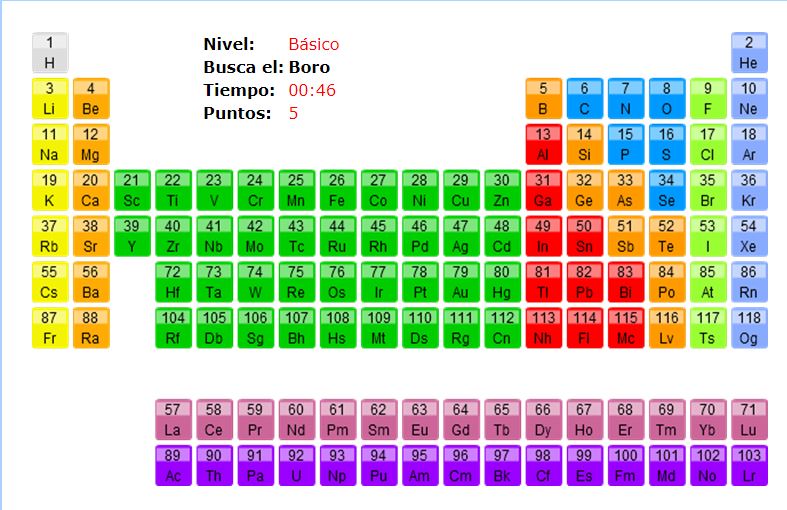 Nivel: Básico
Busca el: Boro
Tiempo: 00:46
Puntos: 5
1 2
H He
3 4 5 6 7 8 9 10
Li Be B C N O F Ne
11 12 13 14 15 16 17 18
Na Mg Al Si P S Cl Ar
19 20 21 22 23 24 25 26 27 28 29 30 31 32 33 34 35 36
K Ca Sc Ti V Cr Mn Fe Co Ni Cu Zn Ga Ge As Se Br Kr
37 38 39 40 41 42 43 44 45 46 47 48 49 50 51 52 53 54
Rb Sr Y Zr Nb Mo Tc Ru Rh Pd Ag Cd In Sn Sb Te I Xe
55 56 72 73 74 75 76 77 78 79 80 81 82 83 84 85 86
Cs Ba Hf Ta W Re Os Ir Pt Au Hg Tl Pb Bi Po At Rn
87 88 104 105 106 107 108 109 110 111 112 113 114 115 116 117 118
Fr Ra Rf Db Sg Bh Hs Mt Ds Rg Cn Nh Fl Mc Lv Ts Og
57 58 59 60 61 62 63 64 65 66 67 68 69 70 71
La Ce Pr Nd Pm Sm Eu Gd Tb Dy Ho Er Tm Yb Lu
89 90 91 92 93 94 95 96 97 98 99 100 101 102 103
Ac Th Pa U Np Pu Am Cm Bk Cf Es Fm Md No Lr